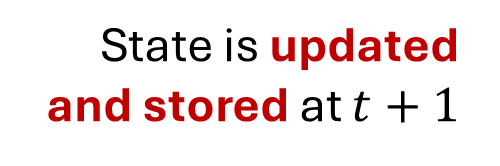 State is updated
and stored at t + 1